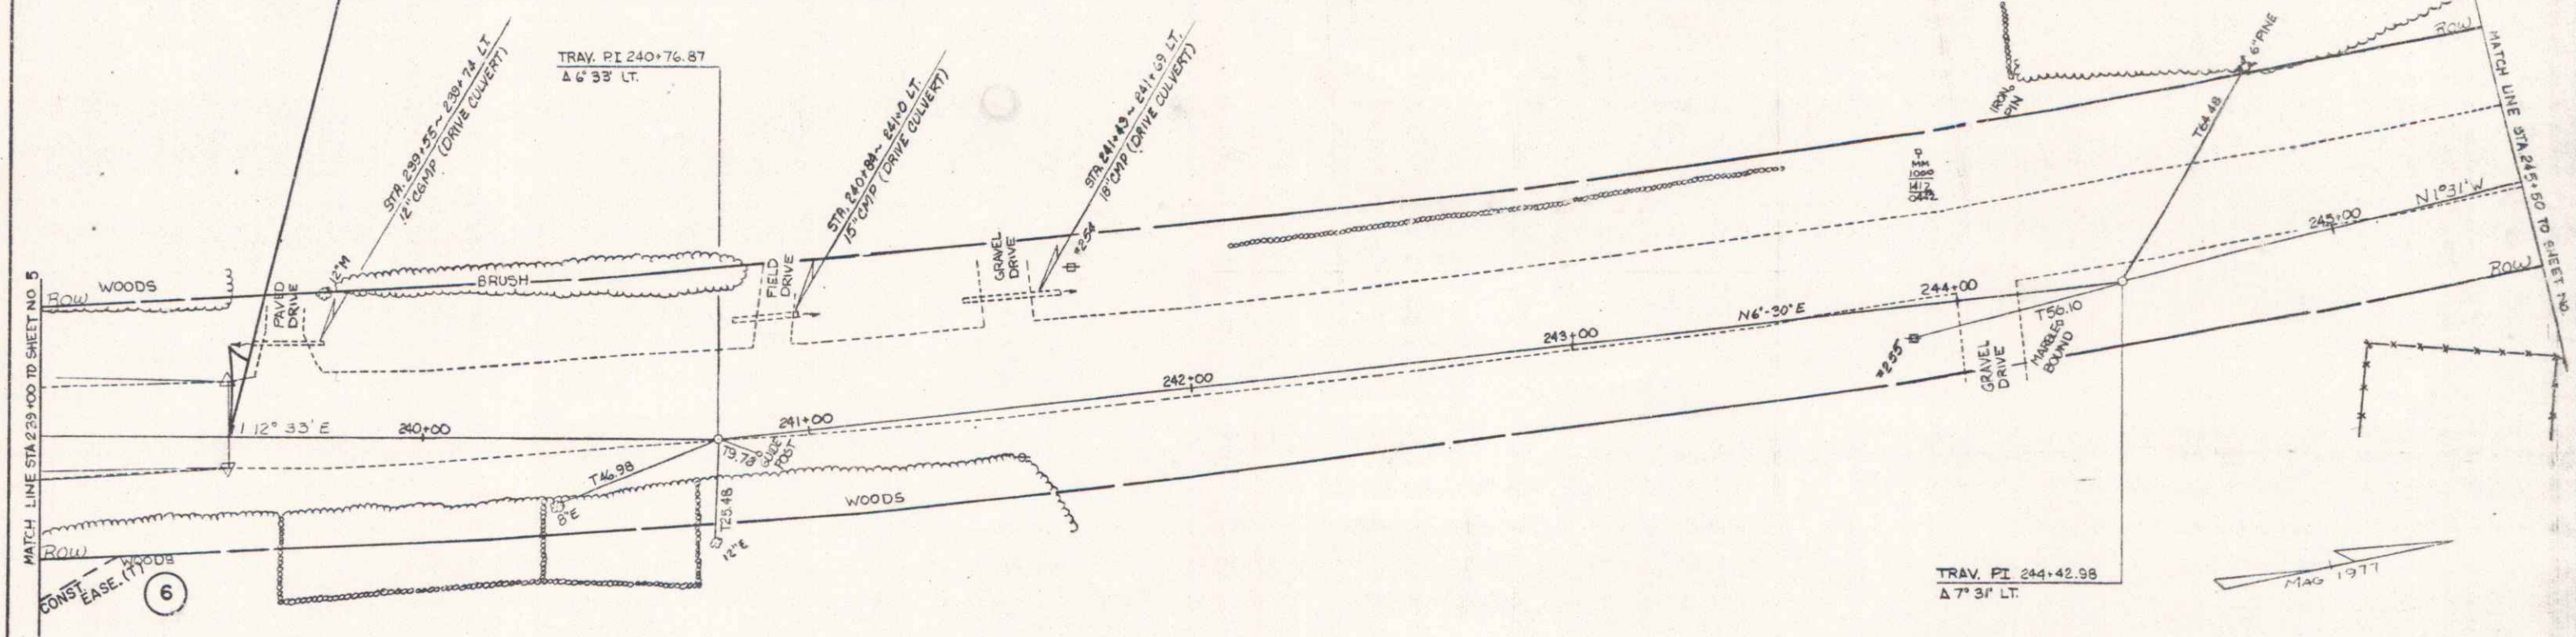 MATCH LINE STA 239+00 TO SHEET NO. 5
ROW
WOODS
PAVED
DRIVE
12"M
STA. 239+55 ~ 239+74 LT
12" CGMP (DRIVE CULVERT)
BRUSH
TRAV. P.I 240+76.87
Δ 6° 33' LT.
FIELD
DRIVE
STA. 240+84 ~
15" CMP (DRIVE CULVERT)
GRAVEL
DRIVE
#254
STA. 241+49 ~ 241+69 LT.
18" CMP (DRIVE CULVERT)
MM
1000
1412
IRON
PIN
6" PINE
T64.48
ROW
MATCH LINE STA 245+50 TO SHEET NO.
12° 33' E
240+00
241+00
242+00
243+00
N6°-30'E
244+00
245+00
N1°31'W
ROW
T9.78
GUIDE
POST
T46.98
8"E
T25.48
12"E
WOODS
#255
GRAVEL
DRIVE
T56.10
MARBLE
BOUND
ROW
WOODS
CONST.
EASE. (T)
6
TRAV. PI 244+42.98
Δ 7° 31' LT.
MAG 1977